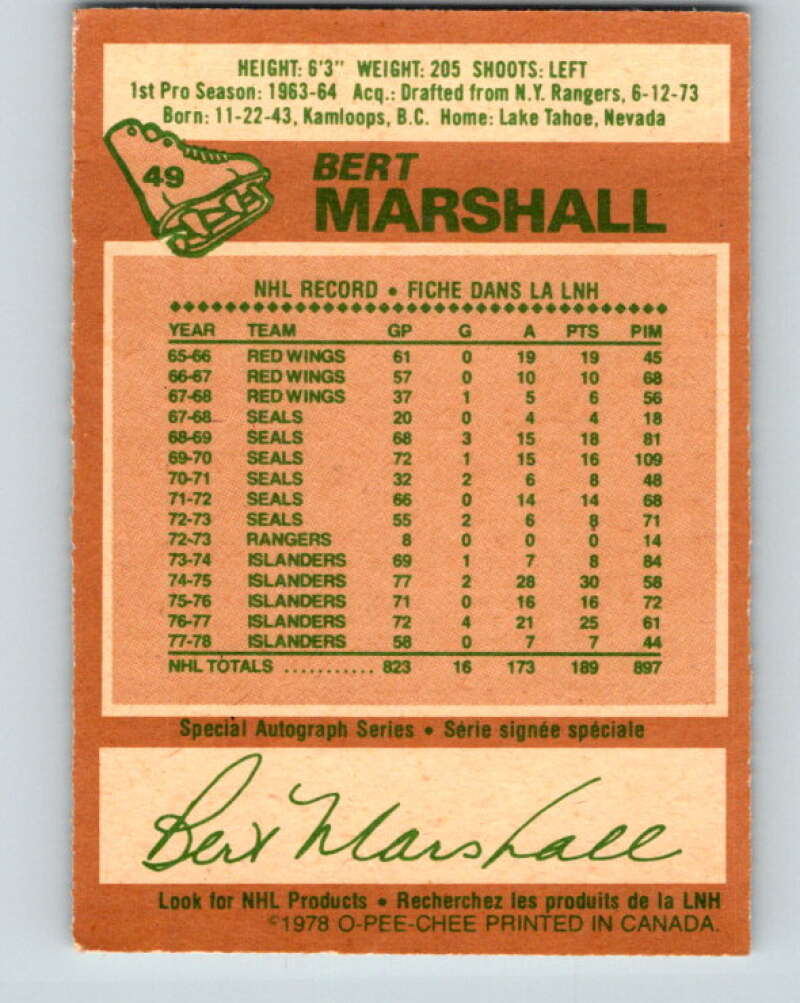 HEIGHT: 6'3" WEIGHT: 205 SHOOTS: LEFT
1st Pro Season: 1963-64 Acq.: Drafted from N.Y. Rangers, 6-12-73
Born: 11-22-43, Kamloops, B.C. Home: Lake Tahoe, Nevada
49
BERT
MARSHALL
NHL RECORD • FICHE DANS LA LNH
YEAR TEAM GP G A PTS PIM
65-66 RED WINGS 61 0 19 19 45
66-67 RED WINGS 57 0 10 10 68
67-68 RED WINGS 37 1 5 6 56
67-68 SEALS 20 0 4 4 18
68-69 SEALS 68 3 15 18 81
69-70 SEALS 72 1 15 16 109
70-71 SEALS 32 2 6 8 48
71-72 SEALS 66 0 14 14 68
72-73 SEALS 55 2 6 8 71
72-73 RANGERS 8 0 0 0 14
73-74 ISLANDERS 69 1 7 8 84
74-75 ISLANDERS 77 2 28 30 58
75-76 ISLANDERS 71 0 16 16 72
76-77 ISLANDERS 72 4 21 25 61
77-78 ISLANDERS 58 0 7 7 44
NHL TOTALS ........... 823 16 173 189 897
Special Autograph Series • Série signée spéciale
Bert Marshall
Look for NHL Products • Recherchez les produits de la LNH
©1978 O-PEE-CHEE PRINTED IN CANADA.